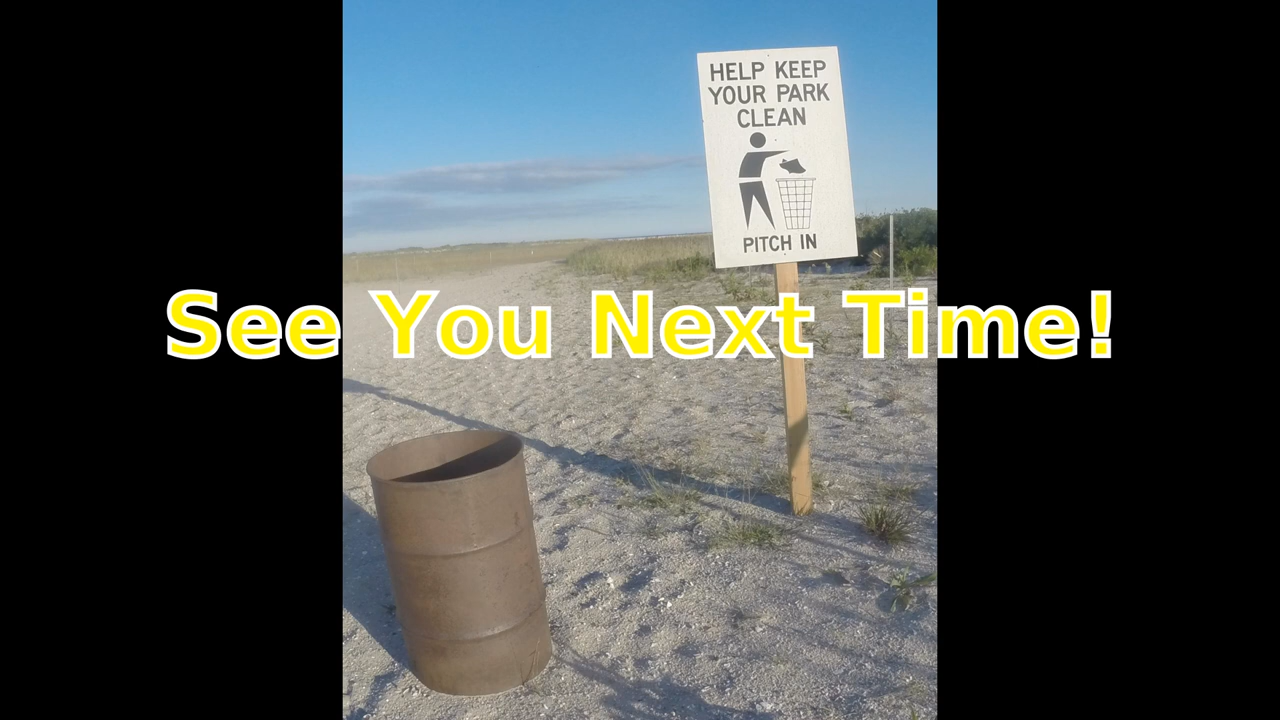 HELP KEEP
YOUR PARK
CLEAN
PITCH IN
See You Next Time!